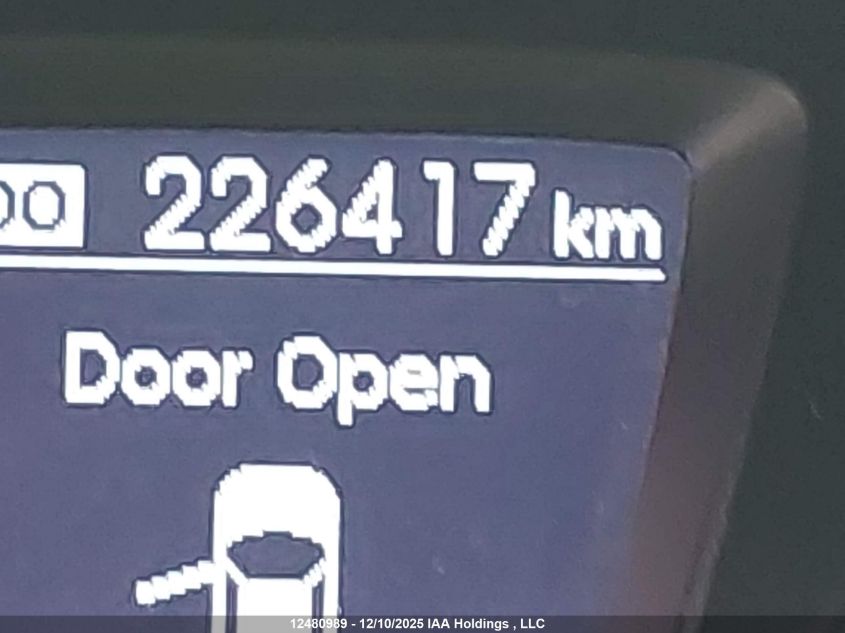 226417 km
Door Open
12480989 - 12/10/2025 IAA Holdings , LLC